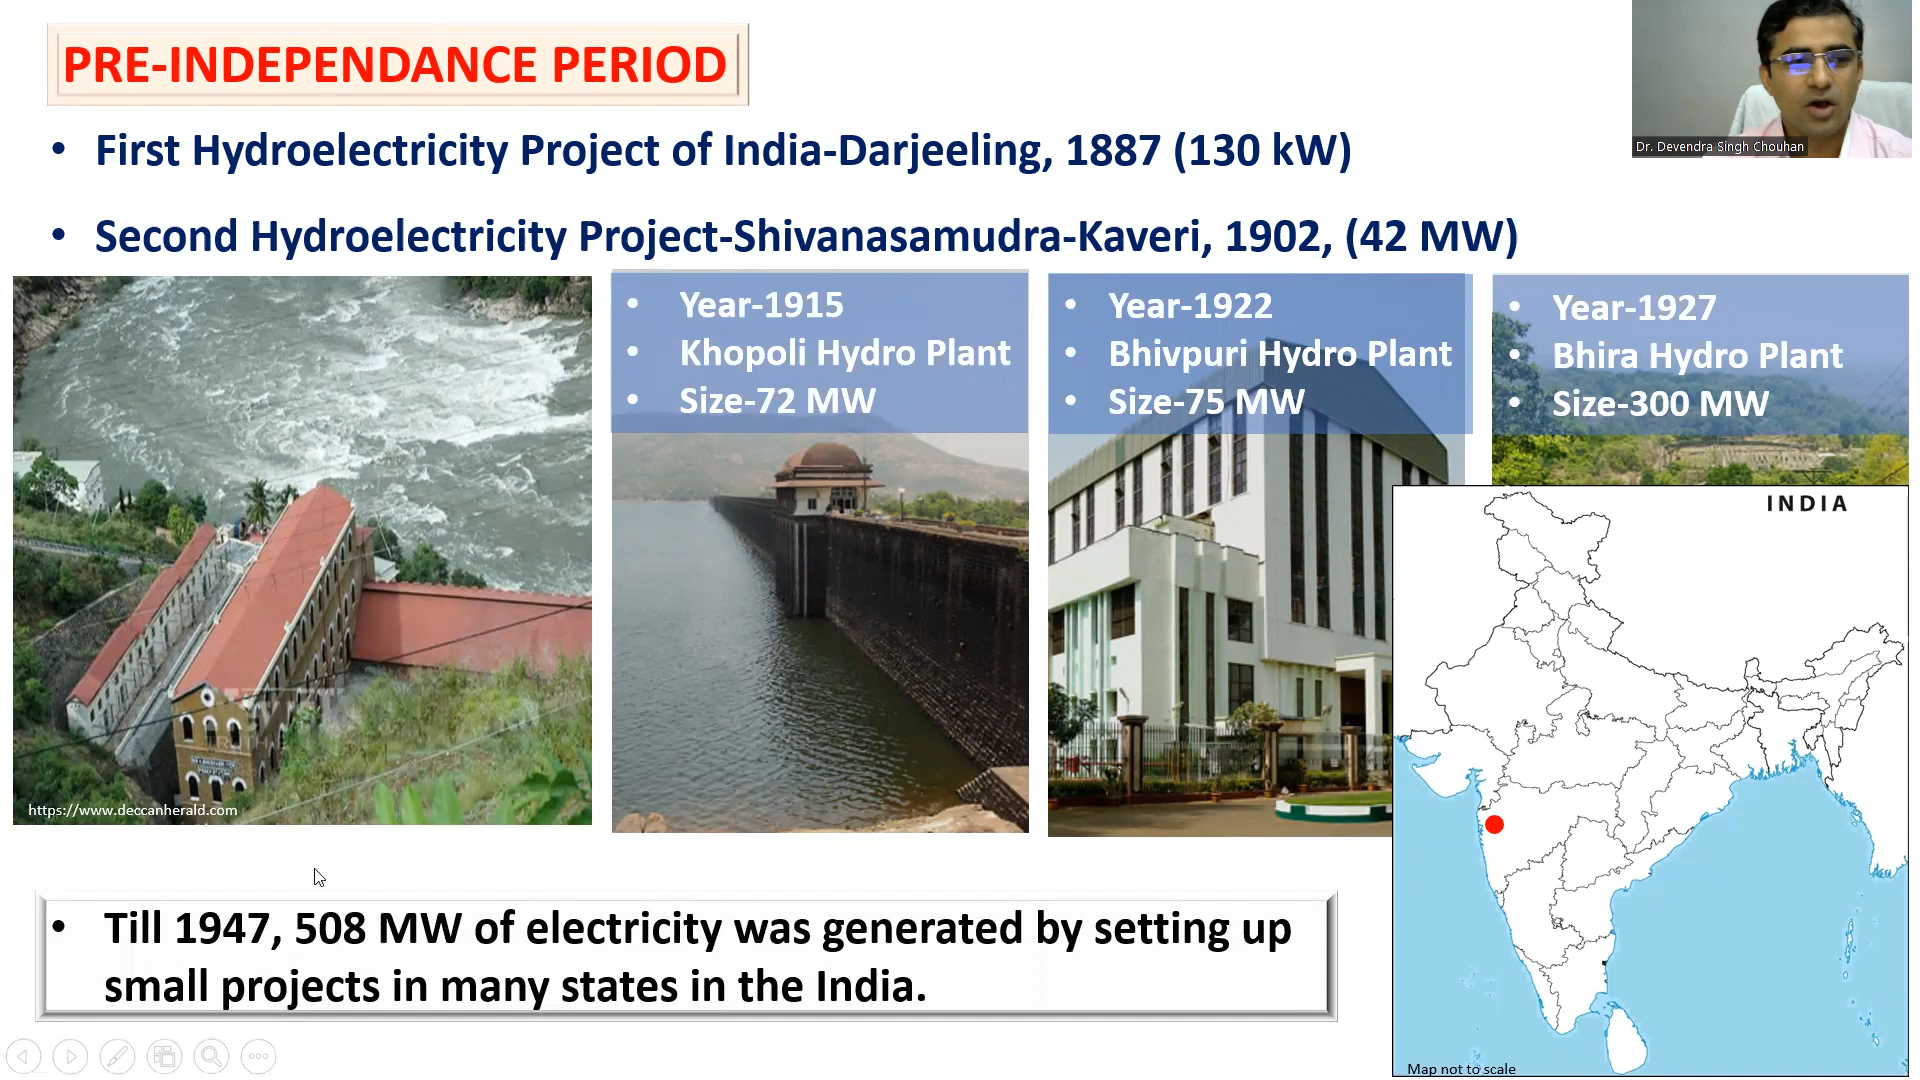 PRE-INDEPENDANCE PERIOD
Dr. Devendra Singh Chouhan
• First Hydroelectricity Project of India-Darjeeling, 1887 (130 kW)
• Second Hydroelectricity Project-Shivanasamudra-Kaveri, 1902, (42 MW)
https://www.deccanherald.com
• Year-1915
• Khopoli Hydro Plant
• Size-72 MW
• Year-1922
• Bhivpuri Hydro Plant
• Size-75 MW
• Year-1927
• Bhira Hydro Plant
• Size-300 MW
INDIA
Map not to scale
• Till 1947, 508 MW of electricity was generated by setting up
small projects in many states in the India.